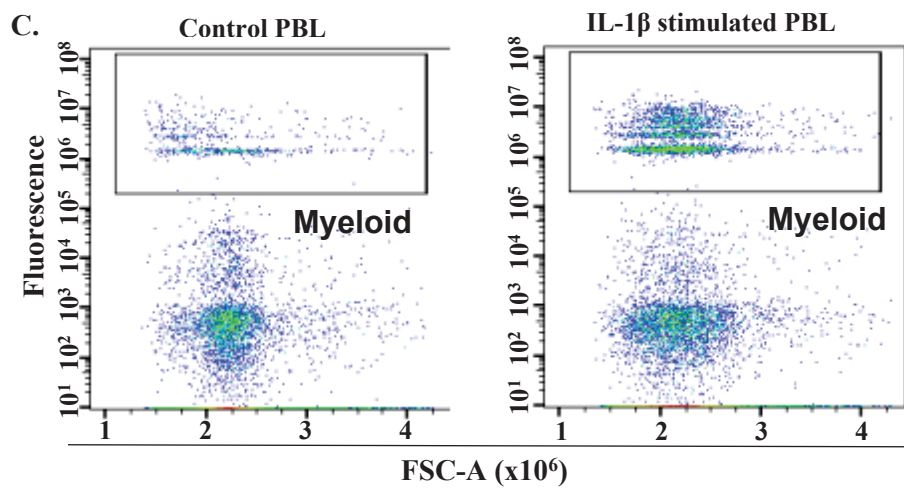 C.
Control PBL
IL-1β stimulated PBL
Fluorescence
10⁸
10⁷
10⁶
10⁵
10⁴
10³
10²
10¹
Myeloid
1 2 3 4
10⁸
10⁷
10⁶
10⁵
10⁴
10³
10²
10¹
Myeloid
1 2 3 4
FSC-A (x10⁶)